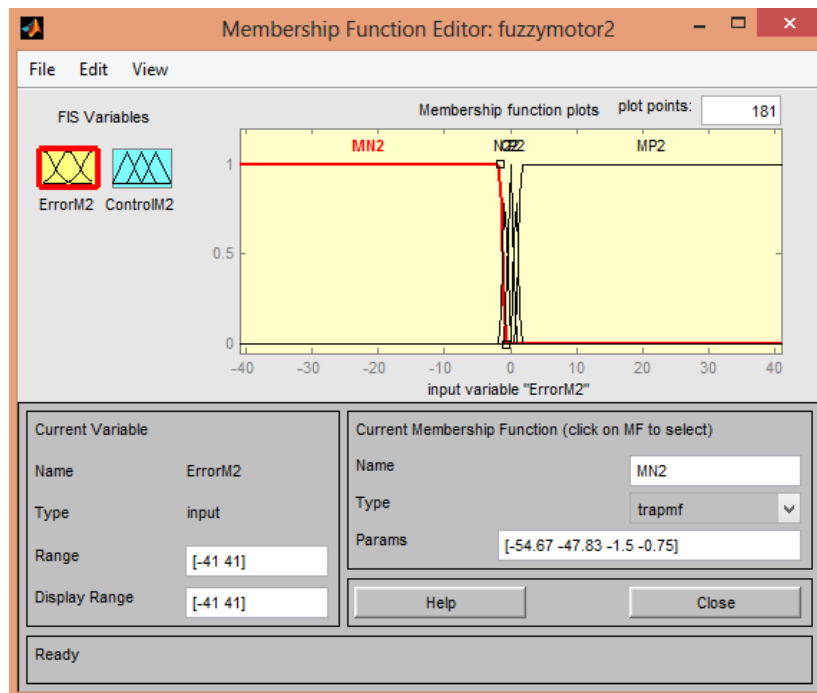 Membership Function Editor: fuzzymotor2
File Edit View
FIS Variables
Membership function plots plot points: 181
MN2 MP2
1
ErrorM2 ControlM2
0.5
0
-40 -30 -20 -10 0 10 20 30 40
input variable "ErrorM2"
Current Variable
Name ErrorM2
Type input
Range [-41 41]
Display Range [-41 41]
Current Membership Function (click on MF to select)
Name MN2
Type trapmf
Params [-54.67 -47.83 -1.5 -0.75]
Help Close
Ready